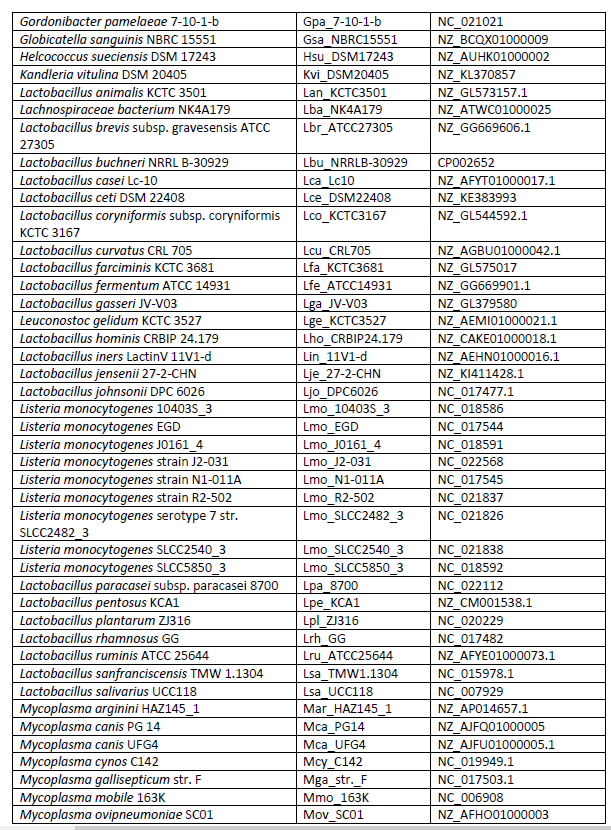 Gordonibacter pamelaeae 7-10-1-b Gpa_7-10-1-b NC_021021
Globicatella sanguinis NBRC 15551 Gsa_NBRC15551 NZ_BCQX01000009
Helcococcus sueciensis DSM 17243 Hsu_DSM17243 NZ_AUHK01000002
Kandleria vitulina DSM 20405 Kvi_DSM20405 NZ_KL370857
Lactobacillus animalis KCTC 3501 Lan_KCTC3501 NZ_GL573157.1
Lachnospiraceae bacterium NK4A179 Lba_NK4A179 NZ_ATWC01000025
Lactobacillus brevis subsp. gravesensis ATCC Lbr_ATCC27305 NZ_GG669606.1
27305
Lactobacillus buchneri NRRL B-30929 Lbu_NRRLB-30929 CP002652
Lactobacillus casei Lc-10 Lca_Lc10 NZ_AFYT01000017.1
Lactobacillus ceti DSM 22408 Lce_DSM22408 NZ_KE383993
Lactobacillus coryniformis subsp. coryniformis Lco_KCTC3167 NZ_GL544592.1
KCTC 3167
Lactobacillus curvatus CRL 705 Lcu_CRL705 NZ_AGBU01000042.1
Lactobacillus farciminis KCTC 3681 Lfa_KCTC3681 NZ_GL575017
Lactobacillus fermentum ATCC 14931 Lfe_ATCC14931 NZ_GG669901.1
Lactobacillus gasseri JV-V03 Lga_JV-V03 NZ_GL379580
Leuconostoc gelidum KCTC 3527 Lge_KCTC3527 NZ_AEMI01000021.1
Lactobacillus hominis CRBIP 24.179 Lho_CRBIP24.179 NZ_CAKE01000018.1
Lactobacillus iners LactinV 11V1-d Lin_11V1-d NZ_AEHN01000016.1
Lactobacillus jensenii 27-2-CHN Lje_27-2-CHN NZ_KI411428.1
Lactobacillus johnsonii DPC 6026 Ljo_DPC6026 NC_017477.1
Listeria monocytogenes 10403S_3 Lmo_10403S_3 NC_018586
Listeria monocytogenes EGD Lmo_EGD NC_017544
Listeria monocytogenes J0161_4 Lmo_J0161_4 NC_018591
Listeria monocytogenes strain J2-031 Lmo_J2-031 NC_022568
Listeria monocytogenes strain N1-011A Lmo_N1-011A NC_017545
Listeria monocytogenes strain R2-502 Lmo_R2-502 NC_021837
Listeria monocytogenes serotype 7 str. Lmo_SLCC2482_3 NC_021826
SLCC2482_3
Listeria monocytogenes SLCC2540_3 Lmo_SLCC2540_3 NC_021838
Listeria monocytogenes SLCC5850_3 Lmo_SLCC5850_3 NC_018592
Lactobacillus paracasei subsp. paracasei 8700 Lpa_8700 NC_022112
Lactobacillus pentosus KCA1 Lpe_KCA1 NZ_CM001538.1
Lactobacillus plantarum ZJ316 Lpl_ZJ316 NC_020229
Lactobacillus rhamnosus GG Lrh_GG NC_017482
Lactobacillus ruminis ATCC 25644 Lru_ATCC25644 NZ_AFYE01000073.1
Lactobacillus sanfranciscensis TMW 1.1304 Lsa_TMW1.1304 NC_015978.1
Lactobacillus salivarius UCC118 Lsa_UCC118 NC_007929
Mycoplasma arginini HAZ145_1 Mar_HAZ145_1 NZ_AP014657.1
Mycoplasma canis PG 14 Mca_PG14 NZ_AJFQ01000005
Mycoplasma canis UFG4 Mca_UFG4 NZ_AJFU01000005.1
Mycoplasma cynos C142 Mcy_C142 NC_019949.1
Mycoplasma gallisepticum str. F Mga_str._F NC_017503.1
Mycoplasma mobile 163K Mmo_163K NC_006908
Mycoplasma ovipneumoniae SC01 Mov_SC01 NZ_AFHO01000003